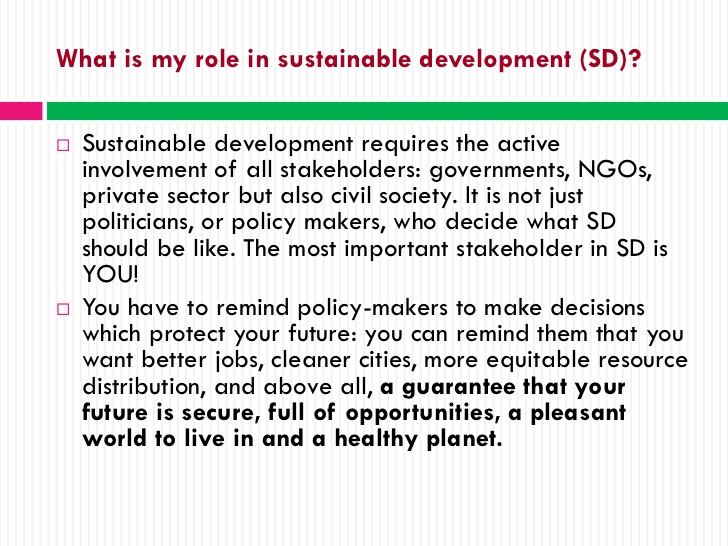 What is my role in sustainable development (SD)?
Sustainable development requires the active
involvement of all stakeholders: governments, NGOs,
private sector but also civil society. It is not just
politicians, or policy makers, who decide what SD
should be like. The most important stakeholder in SD is
YOU!
You have to remind policy-makers to make decisions
which protect your future: you can remind them that you
want better jobs, cleaner cities, more equitable resource
distribution, and above all, a guarantee that your
future is secure, full of opportunities, a pleasant
world to live in and a healthy planet.